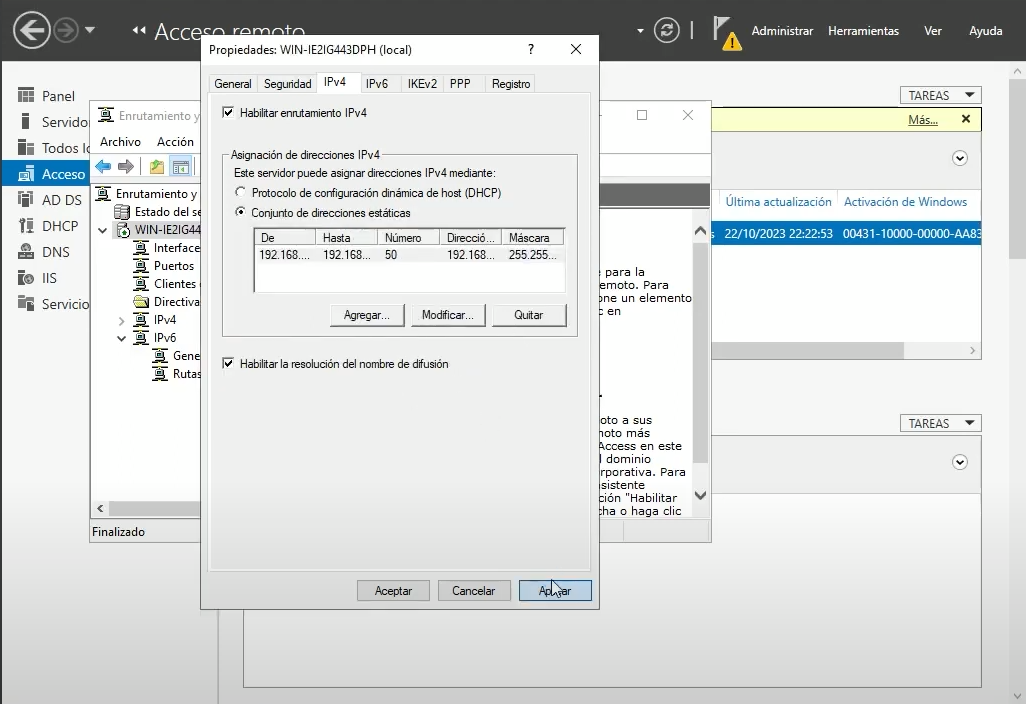 Acceso remoto
Administrar Herramientas Ver Ayuda
Panel
Servido
Todos lo
Acceso
AD DS
DHCP
DNS
IIS
Servicio
Enrutamiento y
Archivo Acción
Enrutamiento y
Estado del se
WIN-IE2IG44
Interface
Puertos
Clientes
Directiva
IPv4
IPv6
Gene
Rutas
Finalizado
Propiedades: WIN-IE2IG443DPH (local) ?
General Seguridad IPv4 IPv6 IKEv2 PPP Registro
Habilitar enrutamiento IPv4
Asignación de direcciones IPv4
Este servidor puede asignar direcciones IPv4 mediante:
Protocolo de configuración dinámica de host (DHCP)
Conjunto de direcciones estáticas
De Hasta Número Direcció... Máscara
192.168.... 192.168... 50 192.168... 255.255...
Agregar... Modificar... Quitar
Habilitar la resolución del nombre de difusión
Aceptar Cancelar
para la
emoto. Para
one un elemento
c en
oto a sus
noto más
Access en este
l dominio
rporativa. Para
sistente
ción "Habilitar
cha o haga clic
TAREAS
Más...
Última actualización Activación de Windows
22/10/2023 22:22:53 00431-10000-00000-AA83
TAREAS